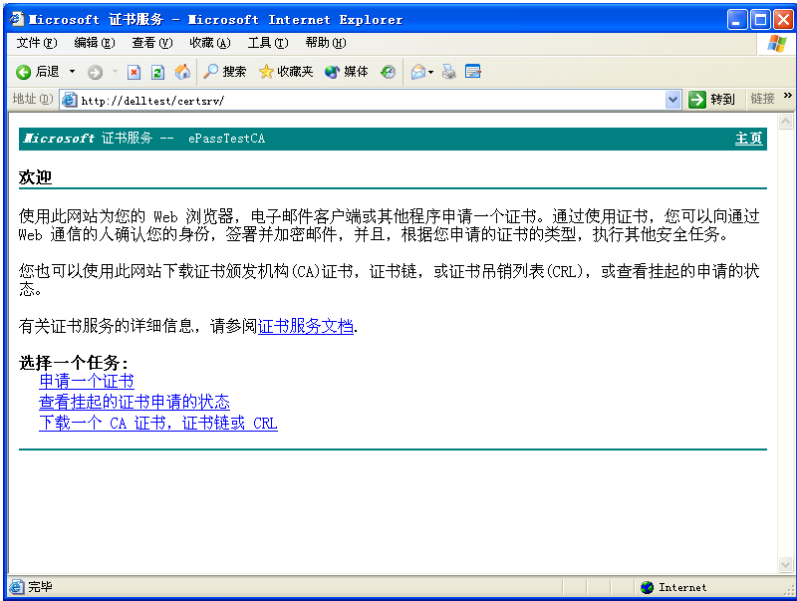 Microsoft 证书服务 - Microsoft Internet Explorer
文件(F) 编辑(E) 查看(V) 收藏(A) 工具(T) 帮助(H)
后退 搜索 收藏夹 媒体
地址(D) http://delltest/certsrv/ 转到 链接 »
Microsoft 证书服务 -- ePassTestCA 主页
欢迎
使用此网站为您的 Web 浏览器，电子邮件客户端或其他程序申请一个证书。通过使用证书，您可以向通过
Web 通信的人确认您的身份，签署并加密邮件，并且，根据您申请的证书的类型，执行其他安全任务。
您也可以使用此网站下载证书颁发机构(CA)证书，证书链，或证书吊销列表(CRL)，或查看挂起的申请的状
态。
有关证书服务的详细信息，请参阅证书服务文档.
选择一个任务:
申请一个证书
查看挂起的证书申请的状态
下载一个 CA 证书，证书链或 CRL
完毕 Internet